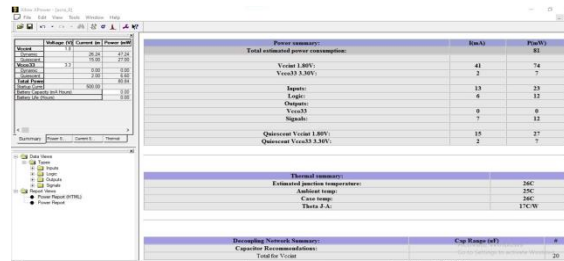 Xilinx XPower - [arra_0]
File Edit View Tools Window Help
Voltage (V) Current (m Power (mW
Vccint 1.8
Dynamic 26.24 47.24
Quiescent 15.00 27.00
Vcco33 3.3
Dynamic 0.00 0.00
Quiescent 2.00 6.60
Total Power 80.84
Startup Curre 500.00
Battery Capacity (mA Hours) 0.00
Battery Life (Hours) 0.00
Summary Power S... Current S... Thermal
Data Views
Types
Inputs
Logic
Outputs
Signals
Report Views
Power Report (HTML)
Power Report
Power summary: I(mA) P(mW)
Total estimated power consumption: 81
Vccint 1.80V: 41 74
Vcco33 3.30V: 2 7
Inputs: 13 23
Logic: 6 12
Outputs:
Vcco33 0 0
Signals: 7 12
Quiescent Vccint 1.80V: 15 27
Quiescent Vcco33 3.30V: 2 7
Thermal summary:
Estimated junction temperature: 26C
Ambient temp: 25C
Case temp: 26C
Theta J-A: 17C/W
Decoupling Network Summary: Cap Range (uF) #
Capacitor Recommendations:
Total for Vccint 20